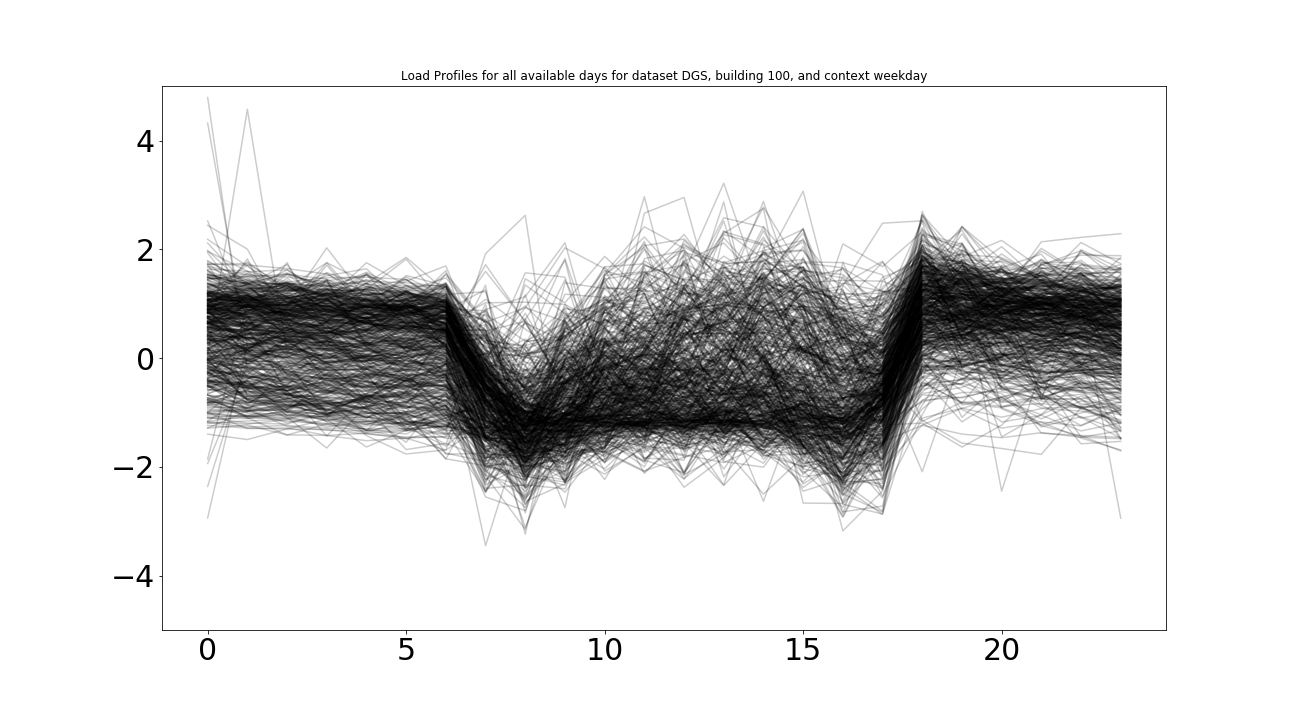 Load Profiles for all available days for dataset DGS, building 100, and context weekday
4
2
0
−2
−4
0 5 10 15 20